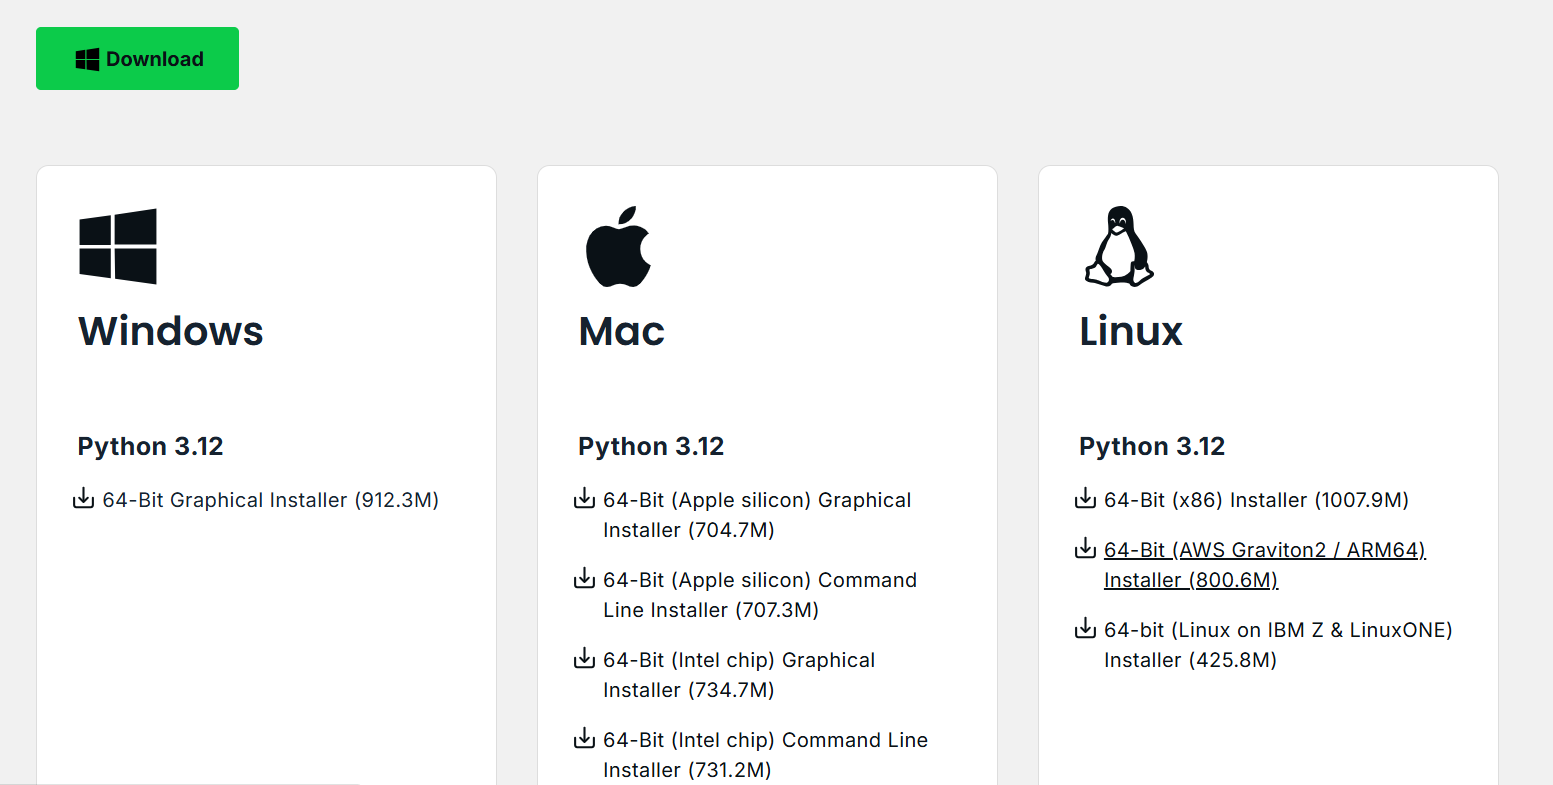 Download
Windows
Python 3.12
64-Bit Graphical Installer (912.3M)
Mac
Python 3.12
64-Bit (Apple silicon) Graphical
Installer (704.7M)
64-Bit (Apple silicon) Command
Line Installer (707.3M)
64-Bit (Intel chip) Graphical
Installer (734.7M)
64-Bit (Intel chip) Command Line
Installer (731.2M)
Linux
Python 3.12
64-Bit (x86) Installer (1007.9M)
64-Bit (AWS Graviton2 / ARM64)
Installer (800.6M)
64-bit (Linux on IBM Z & LinuxONE)
Installer (425.8M)